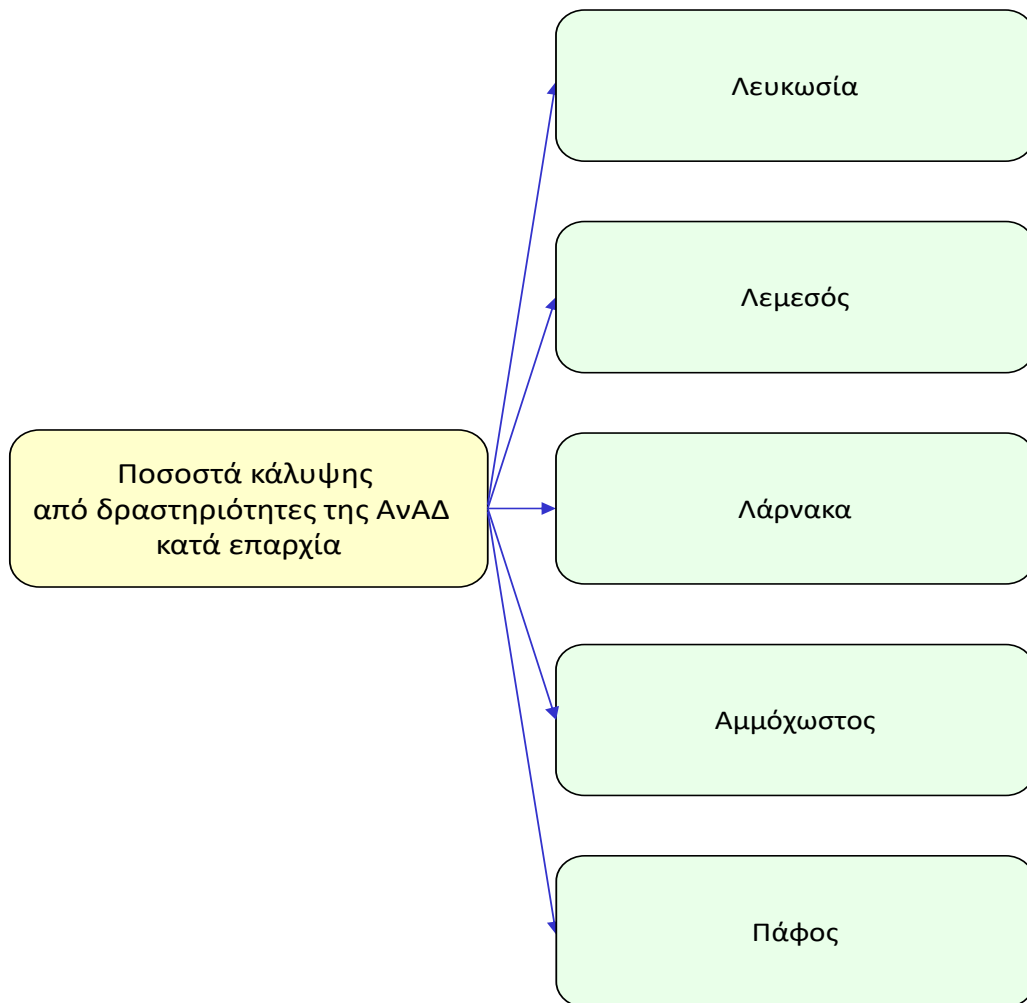 Λευκωσία
Λεμεσός
Ποσοστά κάλυψης
από δραστηριότητες της ΑνΑΔ
κατά επαρχία
Λάρνακα
Αμμόχωστος
Πάφος